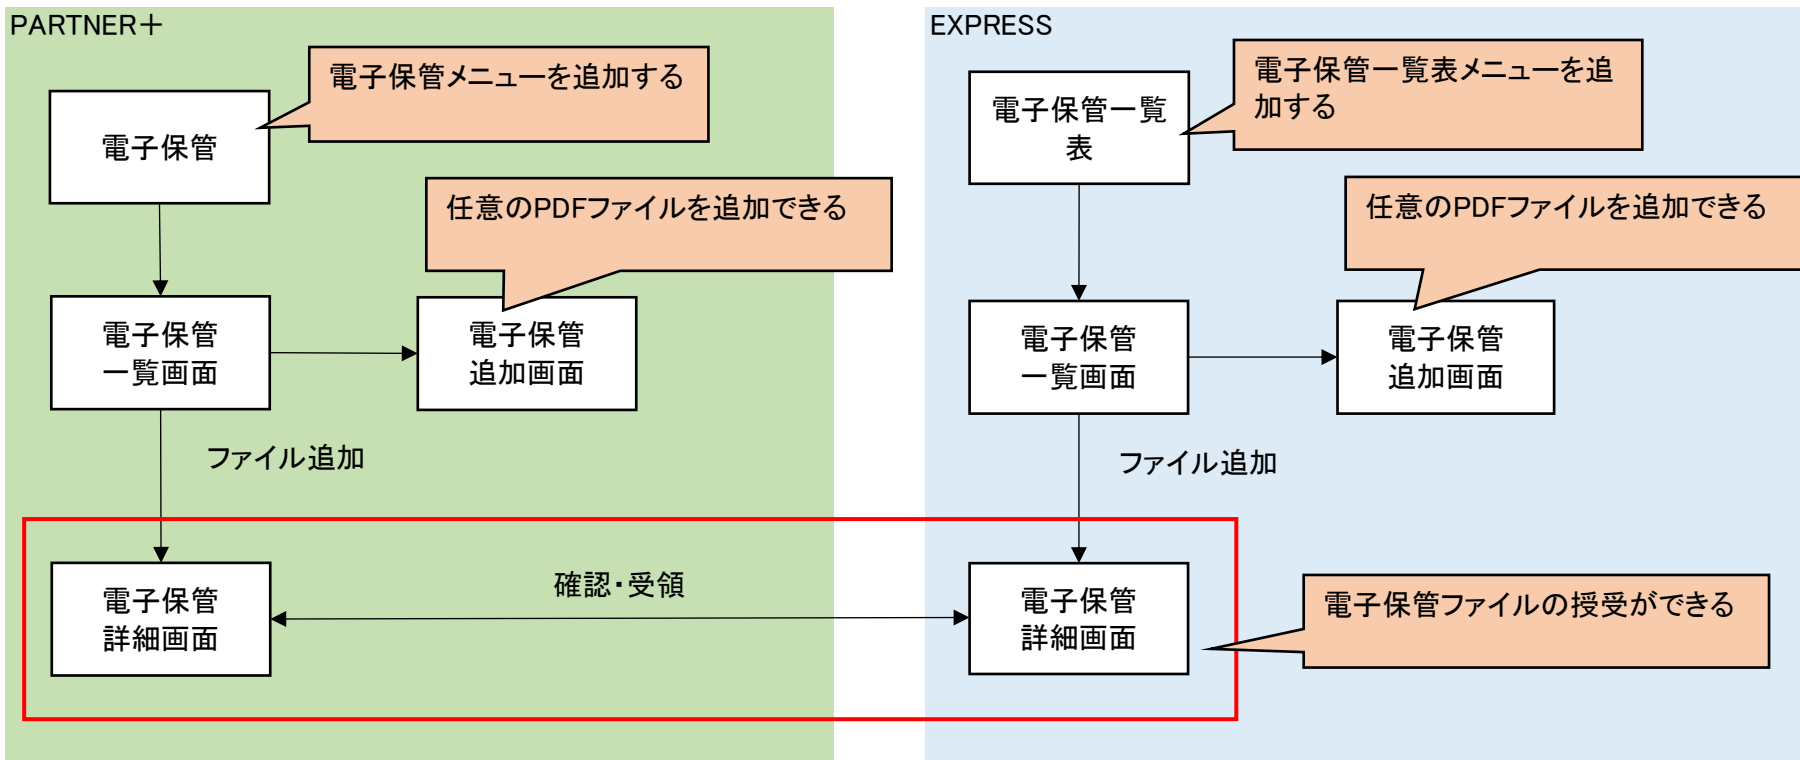 PARTNER＋
電子保管メニューを追加する
電子保管
任意のPDFファイルを追加できる
電子保管
一覧画面
電子保管
追加画面
ファイル追加
電子保管
詳細画面
確認・受領
EXPRESS
電子保管一覧表メニューを追
加する
電子保管一覧
表
任意のPDFファイルを追加できる
電子保管
一覧画面
電子保管
追加画面
ファイル追加
電子保管
詳細画面
電子保管ファイルの授受ができる